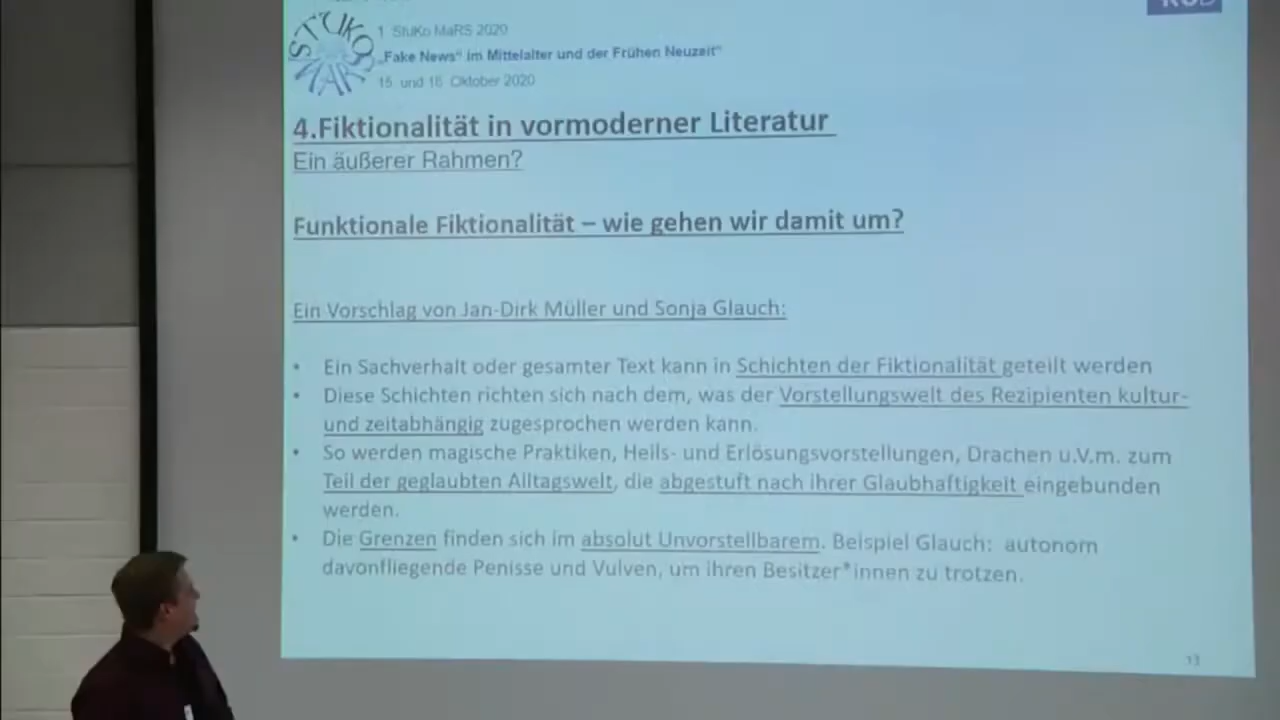 STUKO
MARS
1. StuKo MaRS 2020
„Fake News“ im Mittelalter und der Frühen Neuzeit“
15. und 16. Oktober 2020
4.Fiktionalität in vormoderner Literatur
Ein äußerer Rahmen?
Funktionale Fiktionalität – wie gehen wir damit um?
Ein Vorschlag von Jan-Dirk Müller und Sonja Glauch:
• Ein Sachverhalt oder gesamter Text kann in Schichten der Fiktionalität geteilt werden
• Diese Schichten richten sich nach dem, was der Vorstellungswelt des Rezipienten kultur-
und zeitabhängig zugesprochen werden kann.
• So werden magische Praktiken, Heils- und Erlösungsvorstellungen, Drachen u.V.m. zum
Teil der geglaubten Alltagswelt, die abgestuft nach ihrer Glaubhaftigkeit eingebunden
werden.
• Die Grenzen finden sich im absolut Unvorstellbarem. Beispiel Glauch: autonom
davonfliegende Penisse und Vulven, um ihren Besitzer*innen zu trotzen.
13